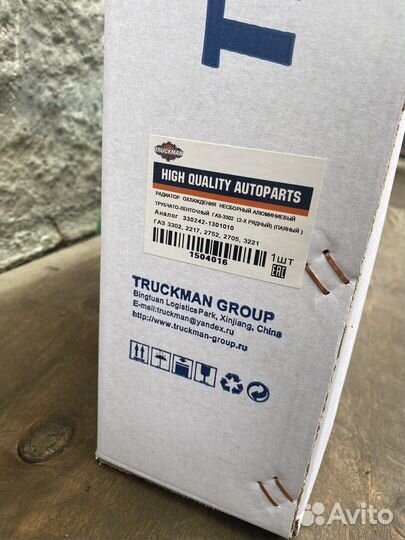 T
TRUCKMAN
HIGH QUALITY AUTOPARTS
РАДИАТОР ОХЛАЖДЕНИЯ НЕСБОРНЫЙ АЛЮМИНИЕВЫЙ
ТРУБЧАТО-ЛЕНТОЧНЫЙ ГАЗ-3302 (2-Х РЯДНЫЙ) (ПАЯНЫЙ)
Аналог 330242-1301010
ГАЗ 3302, 2217, 2752, 2705, 3221
1шт
1504016
EAC
TRUCKMAN GROUP
Bingtuan LogisticsPark, Xinjiang, China
E-mail:truckman@yandex.ru
http://www.truckman-group.ru
Avito